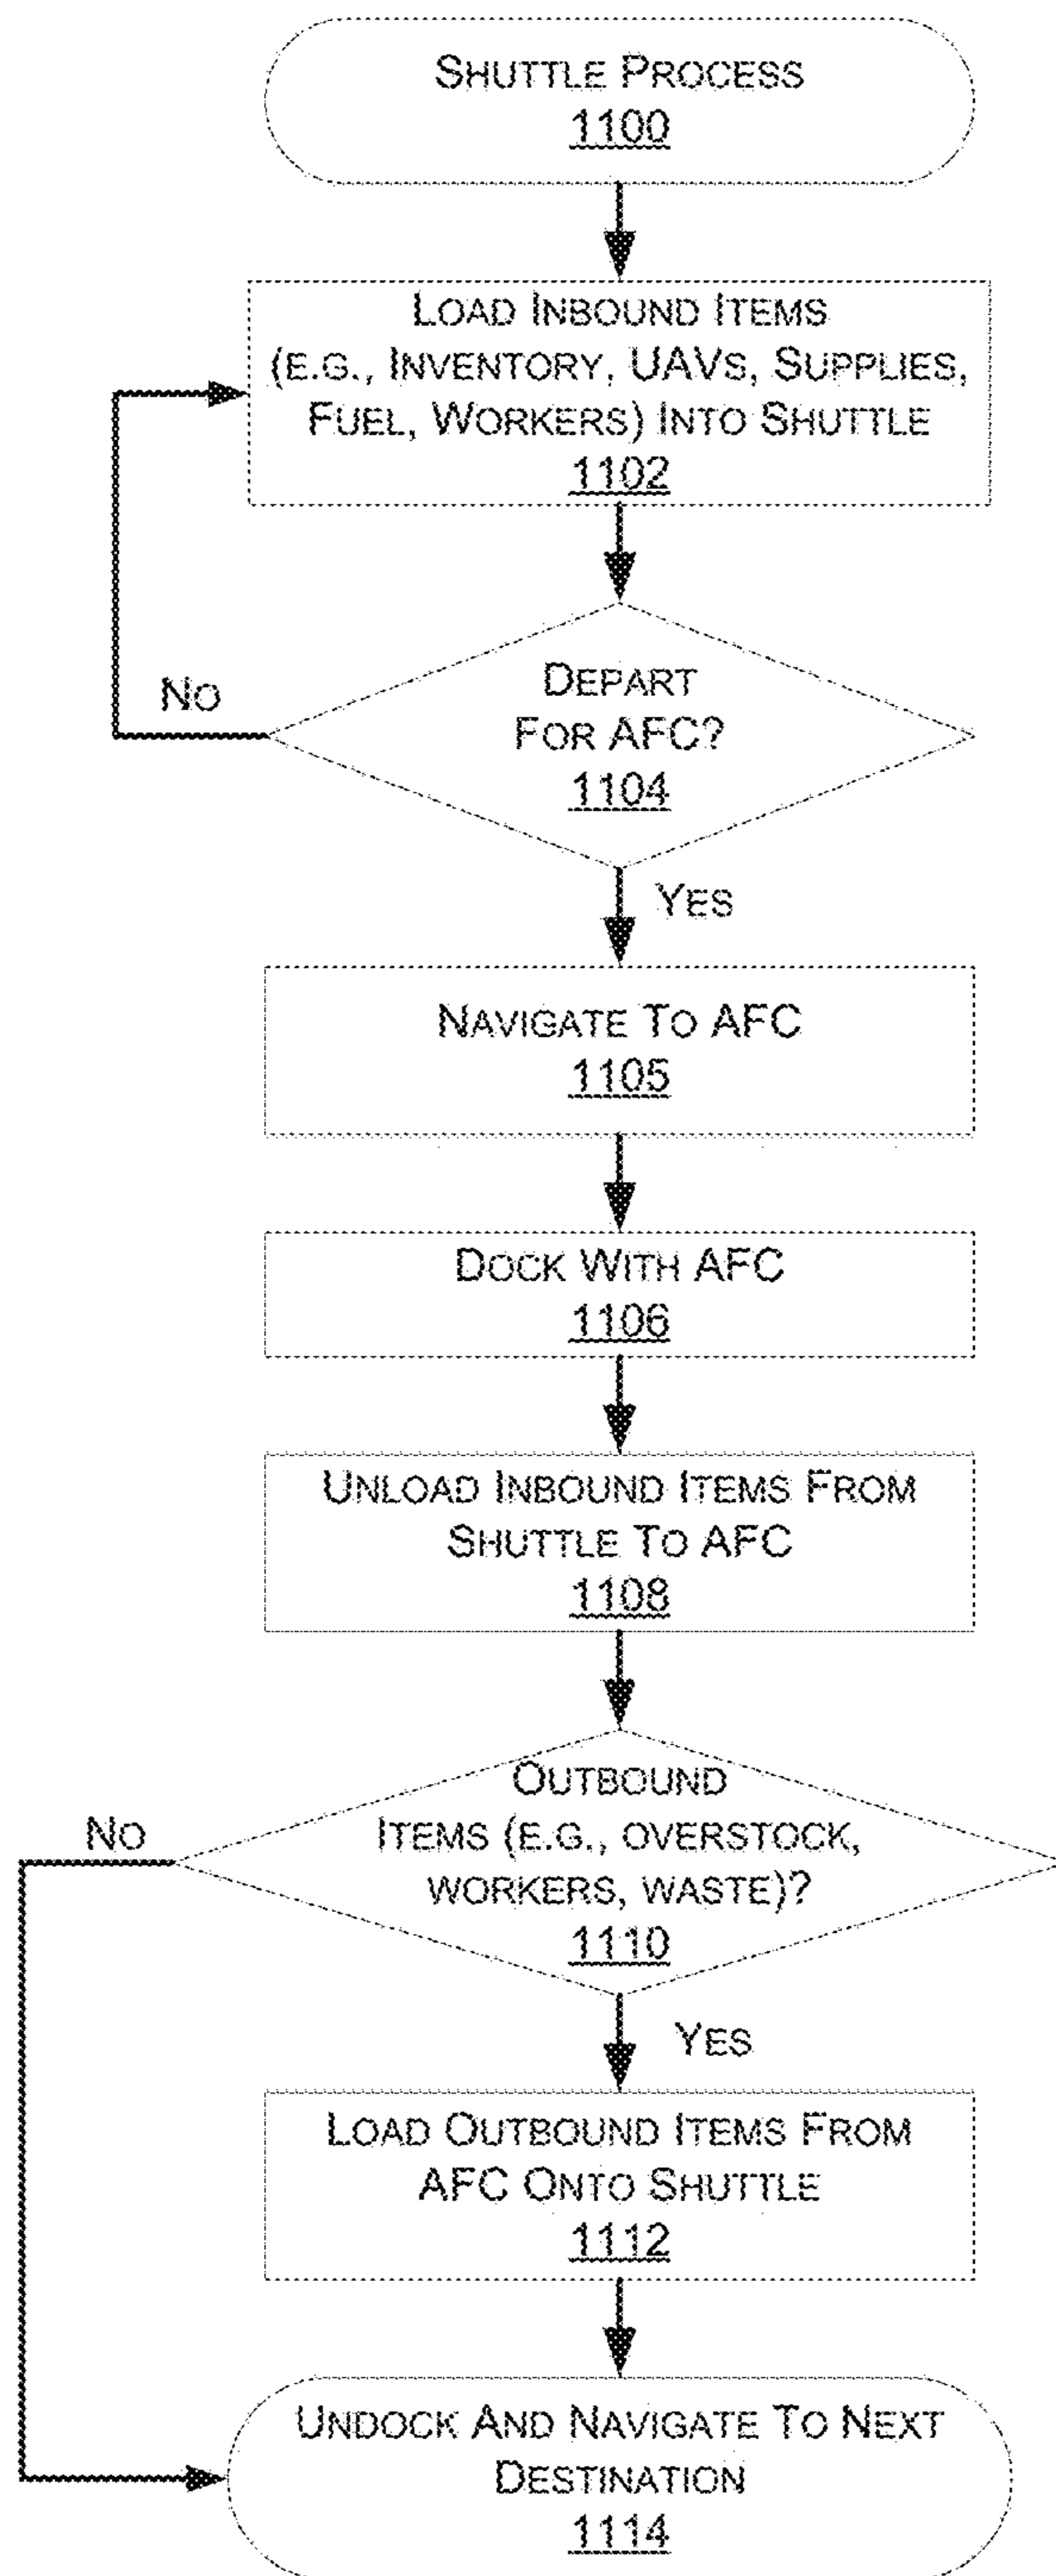 SHUTTLE PROCESS
1100
LOAD INBOUND ITEMS
(E.G., INVENTORY, UAVS, SUPPLIES,
FUEL, WORKERS) INTO SHUTTLE
1102
DEPART
FOR AFC?
1104
NO
YES
NAVIGATE TO AFC
1105
DOCK WITH AFC
1106
UNLOAD INBOUND ITEMS FROM
SHUTTLE TO AFC
1108
OUTBOUND
ITEMS (E.G., OVERSTOCK,
WORKERS, WASTE)?
1110
NO
YES
LOAD OUTBOUND ITEMS FROM
AFC ONTO SHUTTLE
1112
UNDOCK AND NAVIGATE TO NEXT
DESTINATION
1114